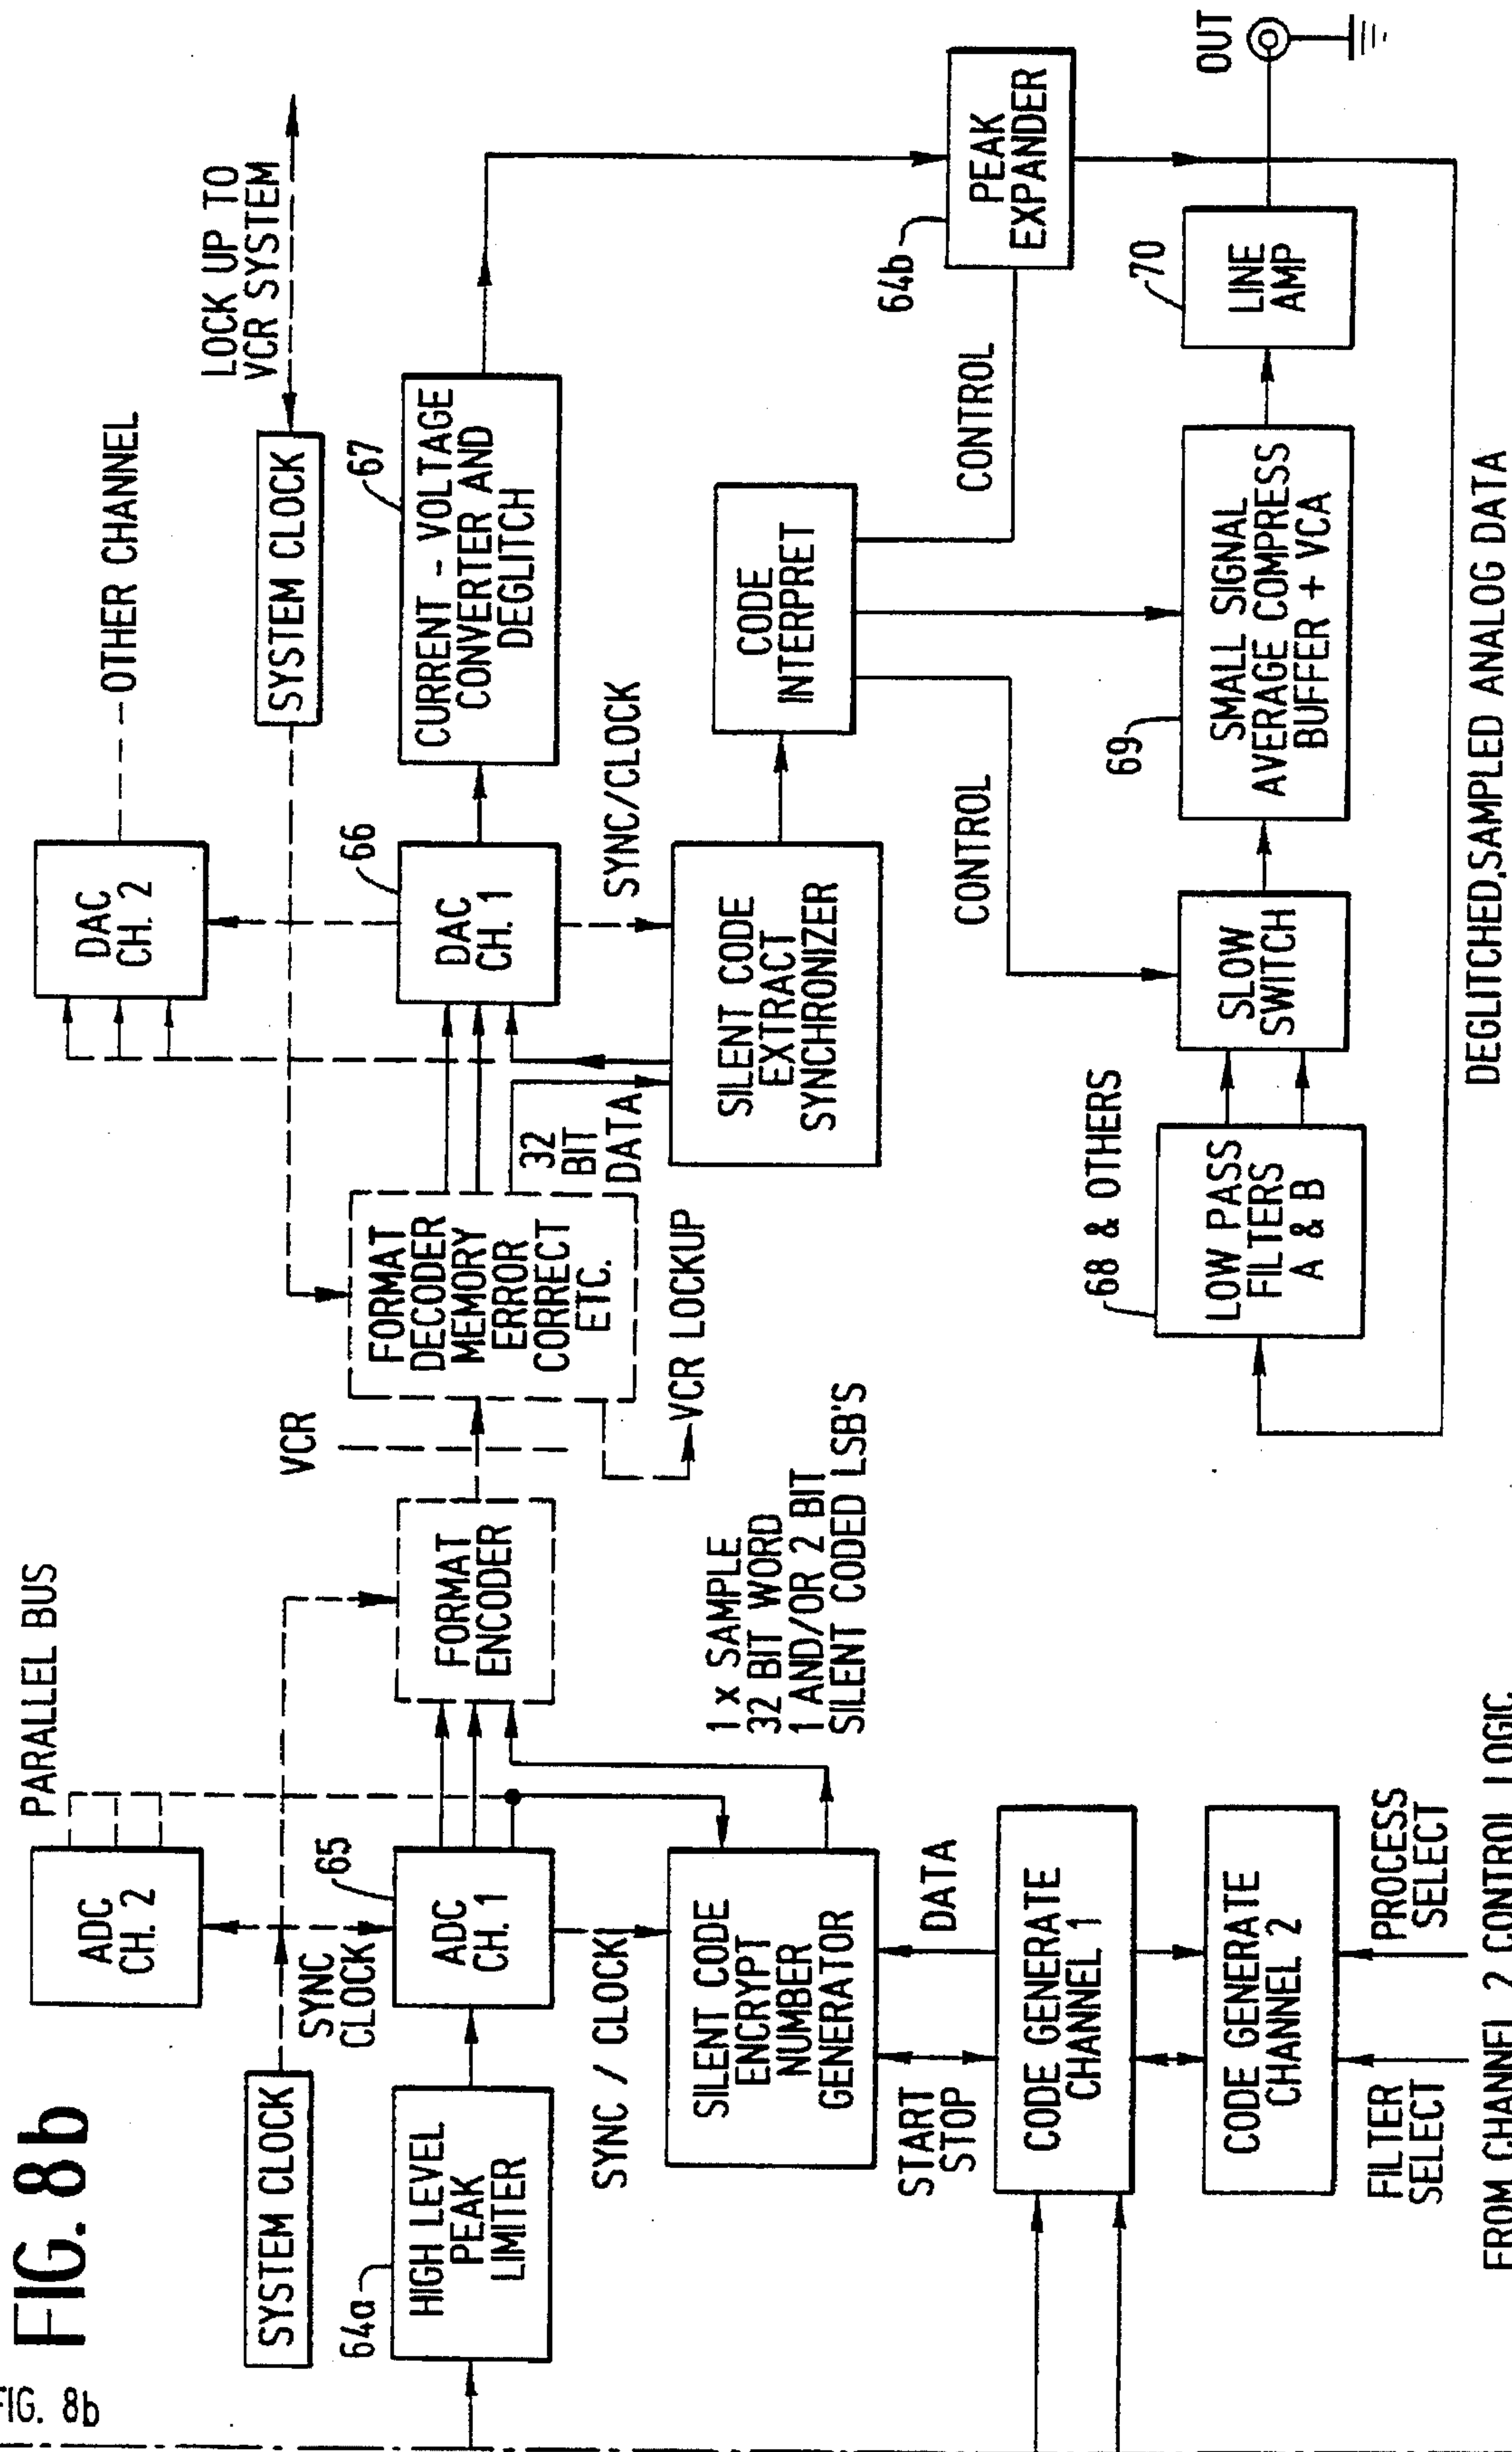 FIG. 8b
FIG. 8b
PARALLEL BUS
ADC
CH. 2
SYSTEM CLOCK
SYNC
CLOCK
64a
HIGH LEVEL
PEAK
LIMITER
65
ADC
CH. 1
FORMAT
ENCODER
VCR
SYNC / CLOCK
SILENT CODE
ENCRYPT
NUMBER
GENERATOR
1 x SAMPLE
32 BIT WORD
1 AND/OR 2 BIT
SILENT CODED LSB'S
START
STOP
DATA
CODE GENERATE
CHANNEL 1
CODE GENERATE
CHANNEL 2
FILTER
SELECT
PROCESS
SELECT
FROM CHANNEL 2 CONTROL LOGIC.
FORMAT
DECODER
MEMORY
ERROR
CORRECT
ETC.
VCR LOCKUP
32
BIT
DATA
DAC
CH. 2
OTHER CHANNEL
SYSTEM CLOCK
LOCK UP TO
VCR SYSTEM
66
DAC
CH. 1
67
CURRENT - VOLTAGE
CONVERTER AND
DEGLITCH
SYNC/CLOCK
SILENT CODE
EXTRACT
SYNCHRONIZER
CODE
INTERPRET
CONTROL
CONTROL
64b
PEAK
EXPANDER
68 & OTHERS
LOW PASS
FILTERS
A & B
SLOW
SWITCH
69
SMALL SIGNAL
AVERAGE COMPRESS
BUFFER + VCA
70
LINE
AMP
OUT
DEGLITCHED,SAMPLED ANALOG DATA